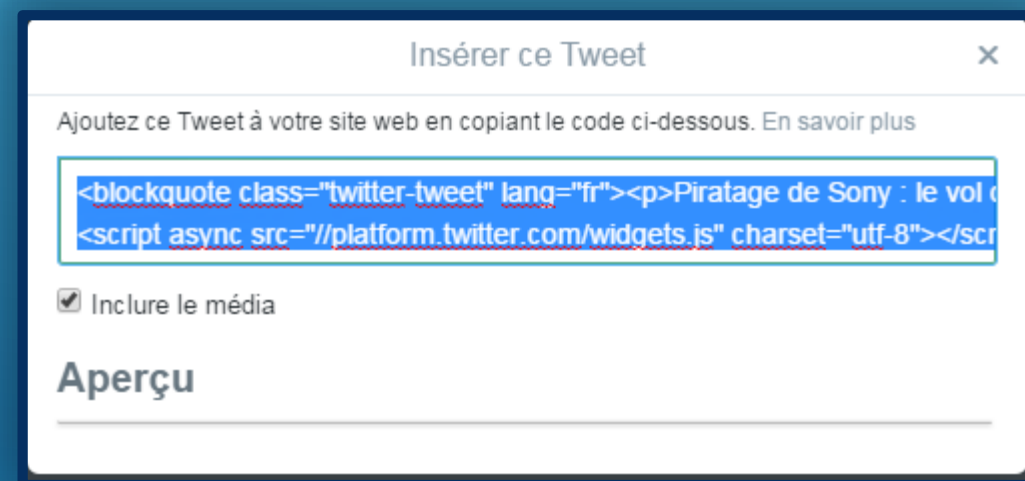 Insérer ce Tweet ×
Ajoutez ce Tweet à votre site web en copiant le code ci-dessous. En savoir plus
<blockquote class="twitter-tweet" lang="fr"><p>Piratage de Sony : le vol
<script async src="//platform.twitter.com/widgets.js" charset="utf-8"></scr
Inclure le média
Aperçu